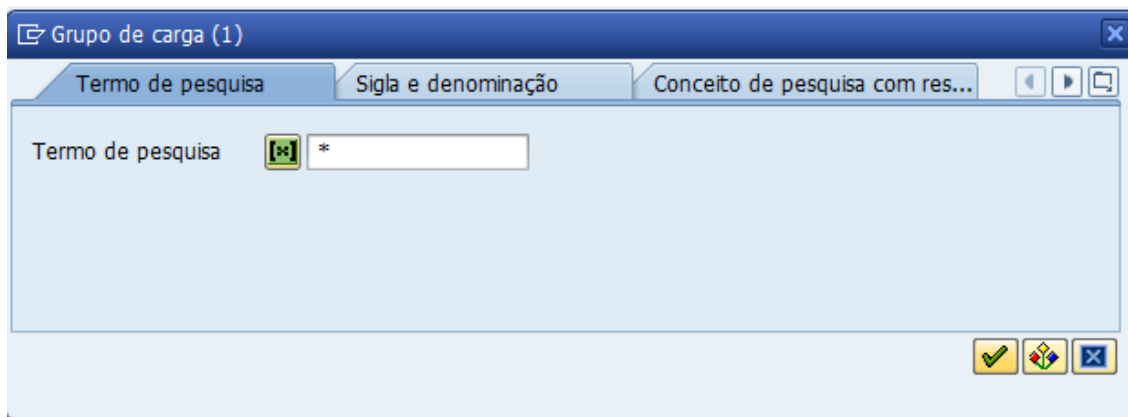 Grupo de carga (1)
Termo de pesquisa
Sigla e denominação
Conceito de pesquisa com res...
Termo de pesquisa *